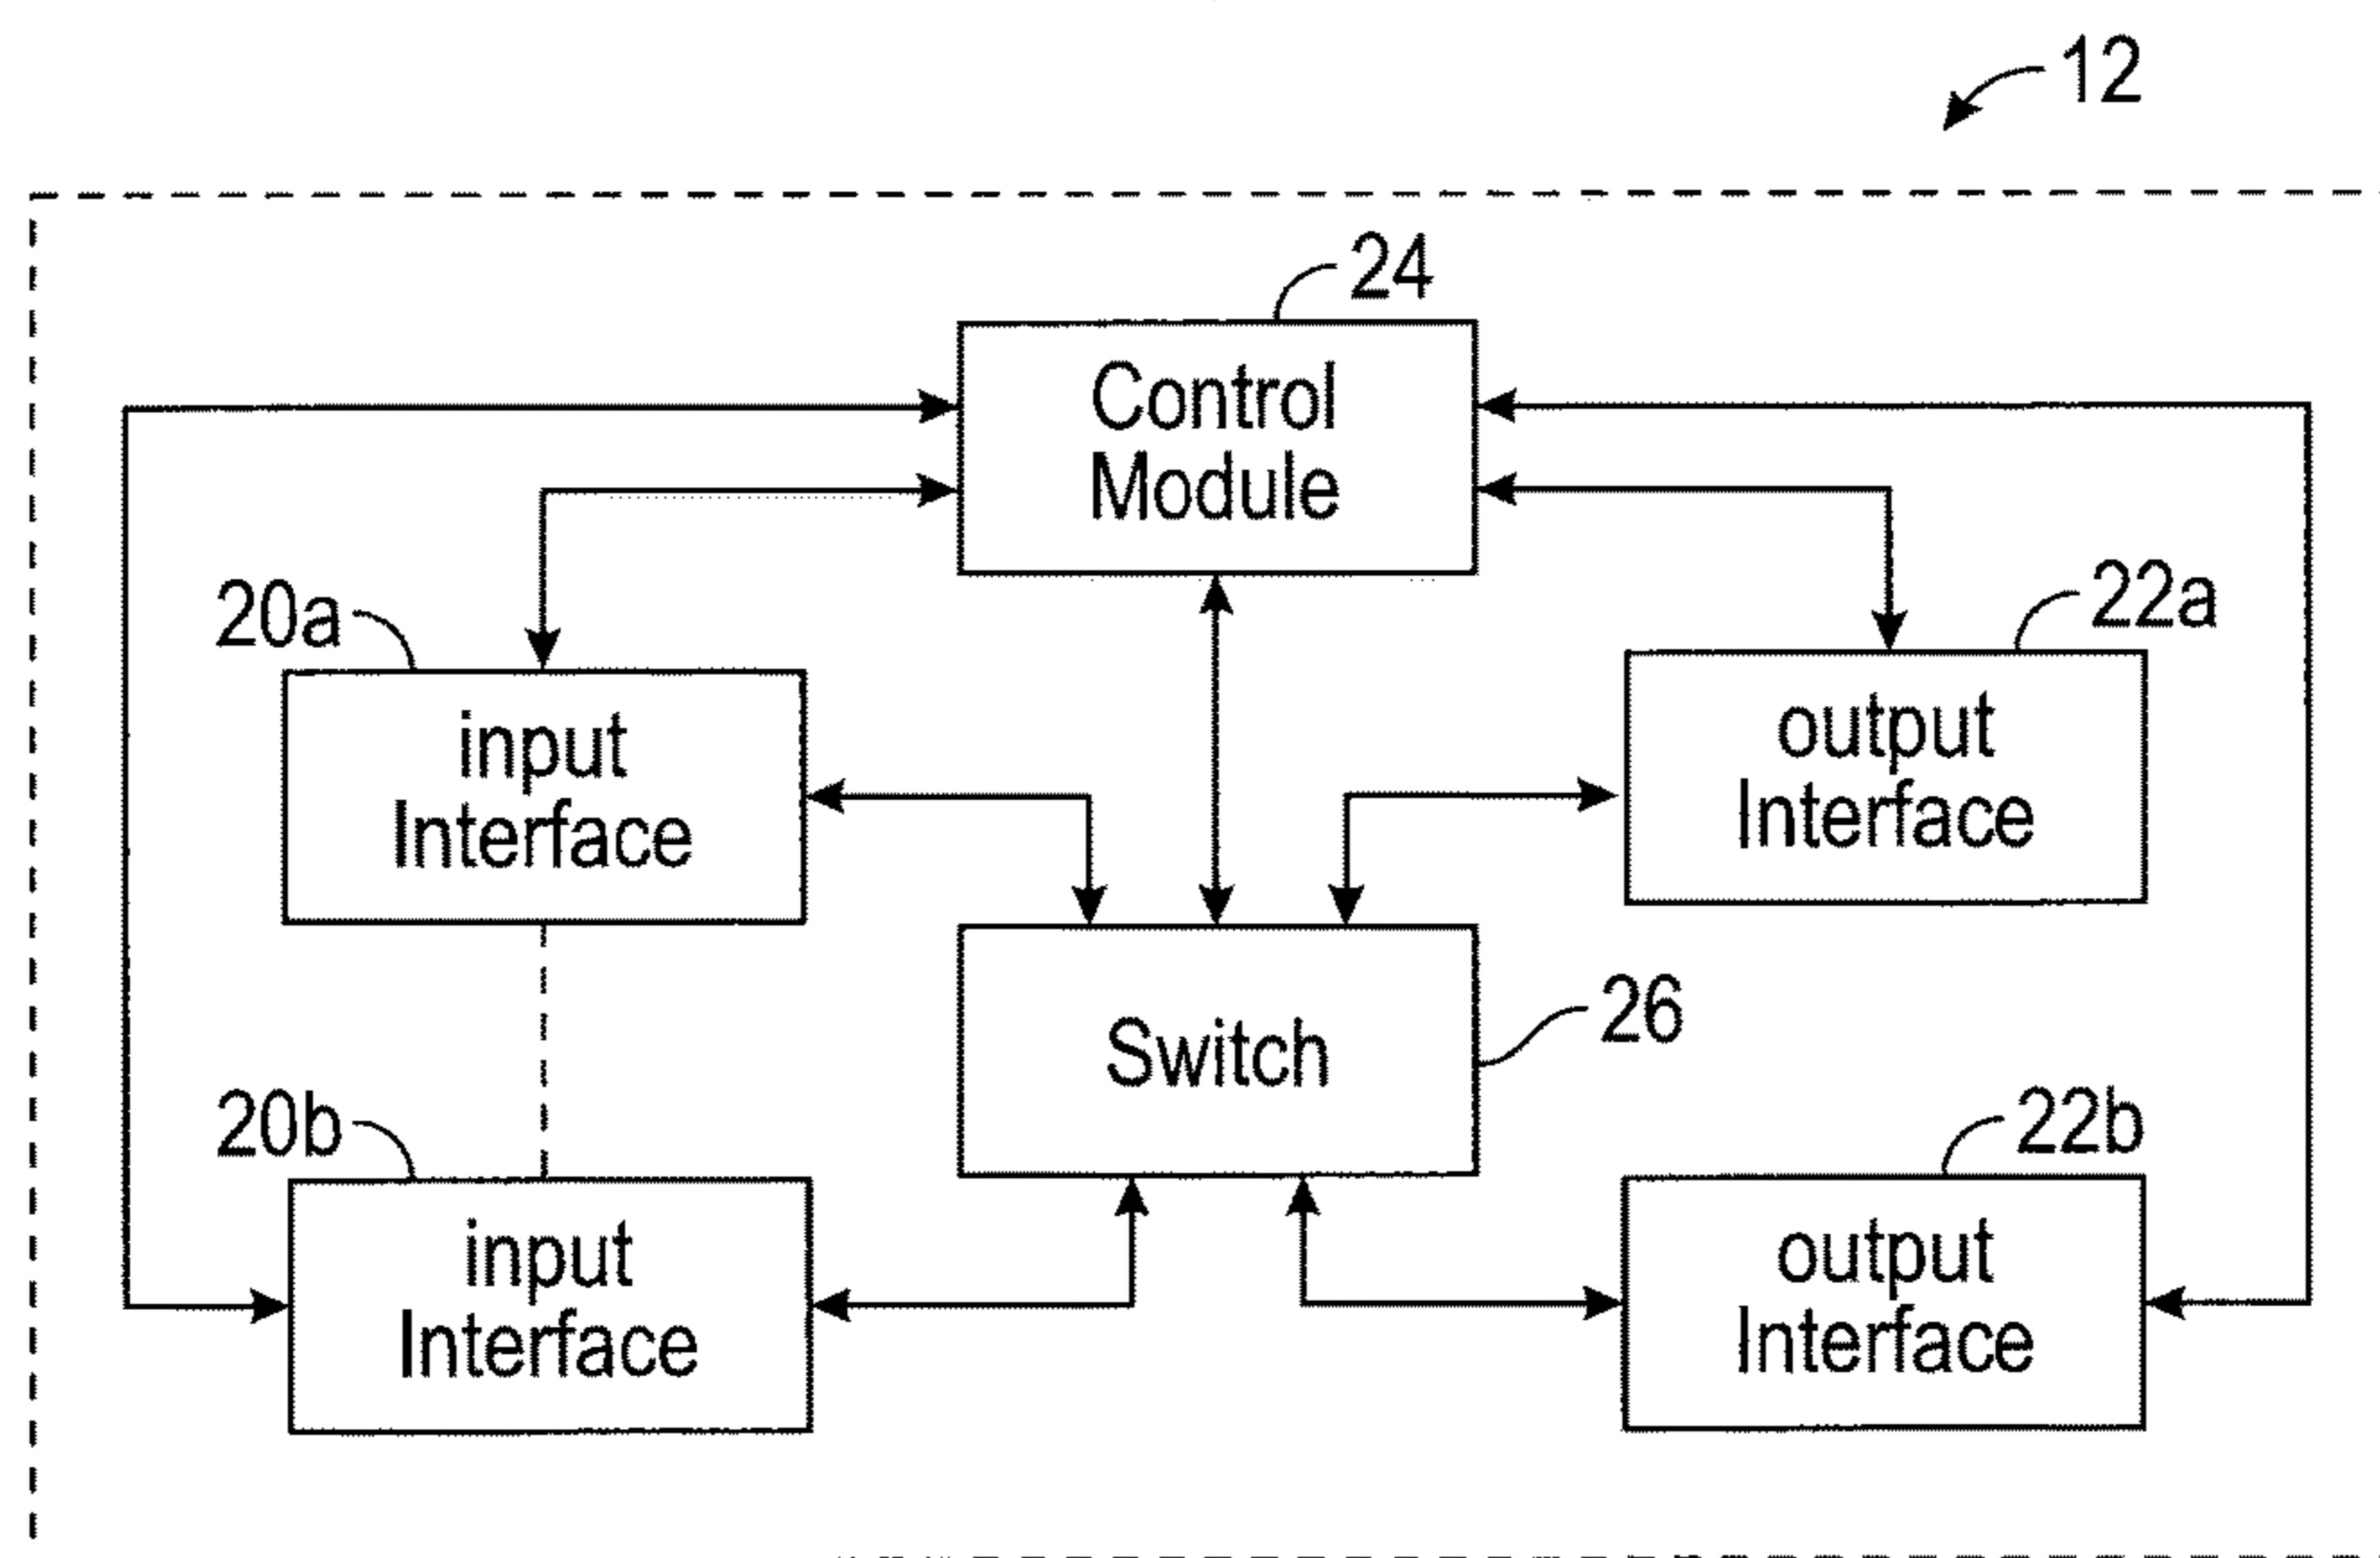 12
24
Control
Module
20a
22a
input
Interface
output
Interface
Switch
26
20b
22b
input
Interface
output
Interface